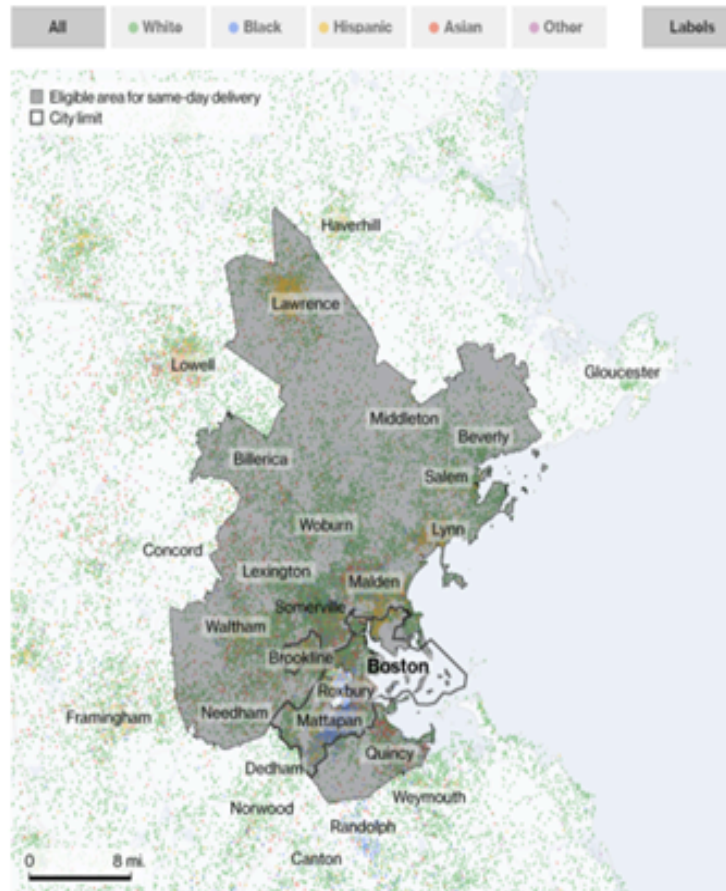 All White Black Hispanic Asian Other Labels
Eligible area for same-day delivery
City limit
Haverhill
Lawrence
Lowell
Gloucester
Middleton
Beverly
Billerica
Salem
Woburn
Lynn
Concord
Lexington
Malden
Somerville
Waltham
Brookline
Boston
Roxbury
Framingham
Needham
Mattapan
Quincy
Dedham
Weymouth
Norwood
Randolph
Canton
0 8 mi.